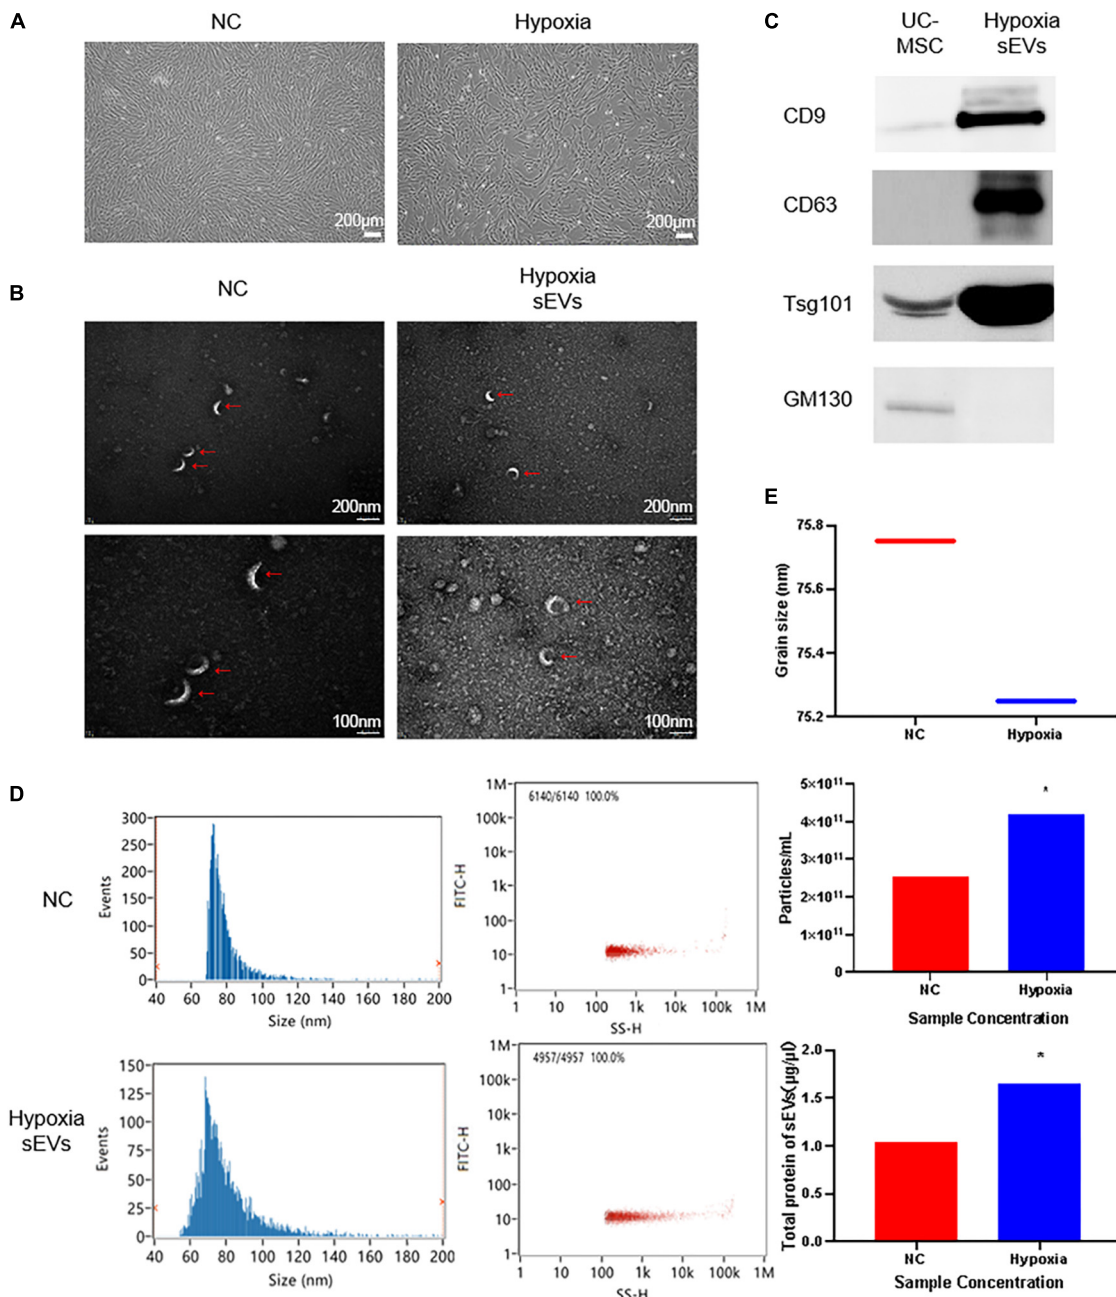 A
NC
Hypoxia
200μm
200μm
B
NC
Hypoxia
sEVs
200nm
200nm
100nm
100nm
C
UC-
MSC
Hypoxia
sEVs
CD9
CD63
Tsg101
GM130
E
75.8
75.6
75.4
75.2
Grain size (nm)
NC
Hypoxia
D
NC
300
250
200
150
100
50
0
Events
40
60
80
100
120
140
160
180
200
Size (nm)
6140/6140 100.0%
1M
100k
10k
1k
100
10
1
FITC-H
1
10
100
1k
10k
100k
1M
SS-H
5×10¹¹
4×10¹¹
3×10¹¹
2×10¹¹
1×10¹¹
0
Particles/mL
*
NC
Hypoxia
Sample Concentration
Hypoxia
sEVs
150
125
100
75
50
25
0
Events
40
60
80
100
120
140
160
180
200
Size (nm)
4957/4957 100.0%
1M
100k
10k
1k
100
10
1
FITC-H
1
10
100
1k
10k
100k
1M
SS-H
2.0
1.5
1.0
0.5
0.0
Total protein of sEVs(μg/μl)
*
NC
Hypoxia
Sample Concentration